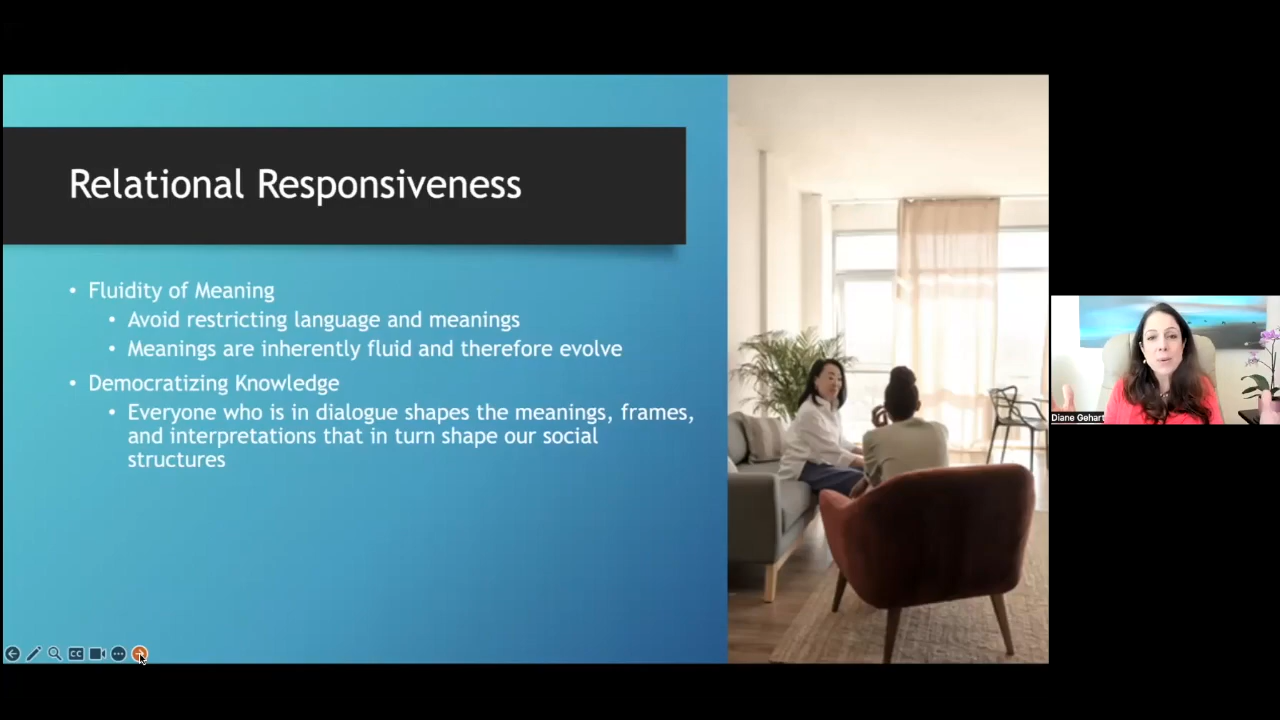 Relational Responsiveness
• Fluidity of Meaning
• Avoid restricting language and meanings
• Meanings are inherently fluid and therefore evolve
• Democratizing Knowledge
• Everyone who is in dialogue shapes the meanings, frames,
and interpretations that in turn shape our social
structures
Diane Gehart
CC